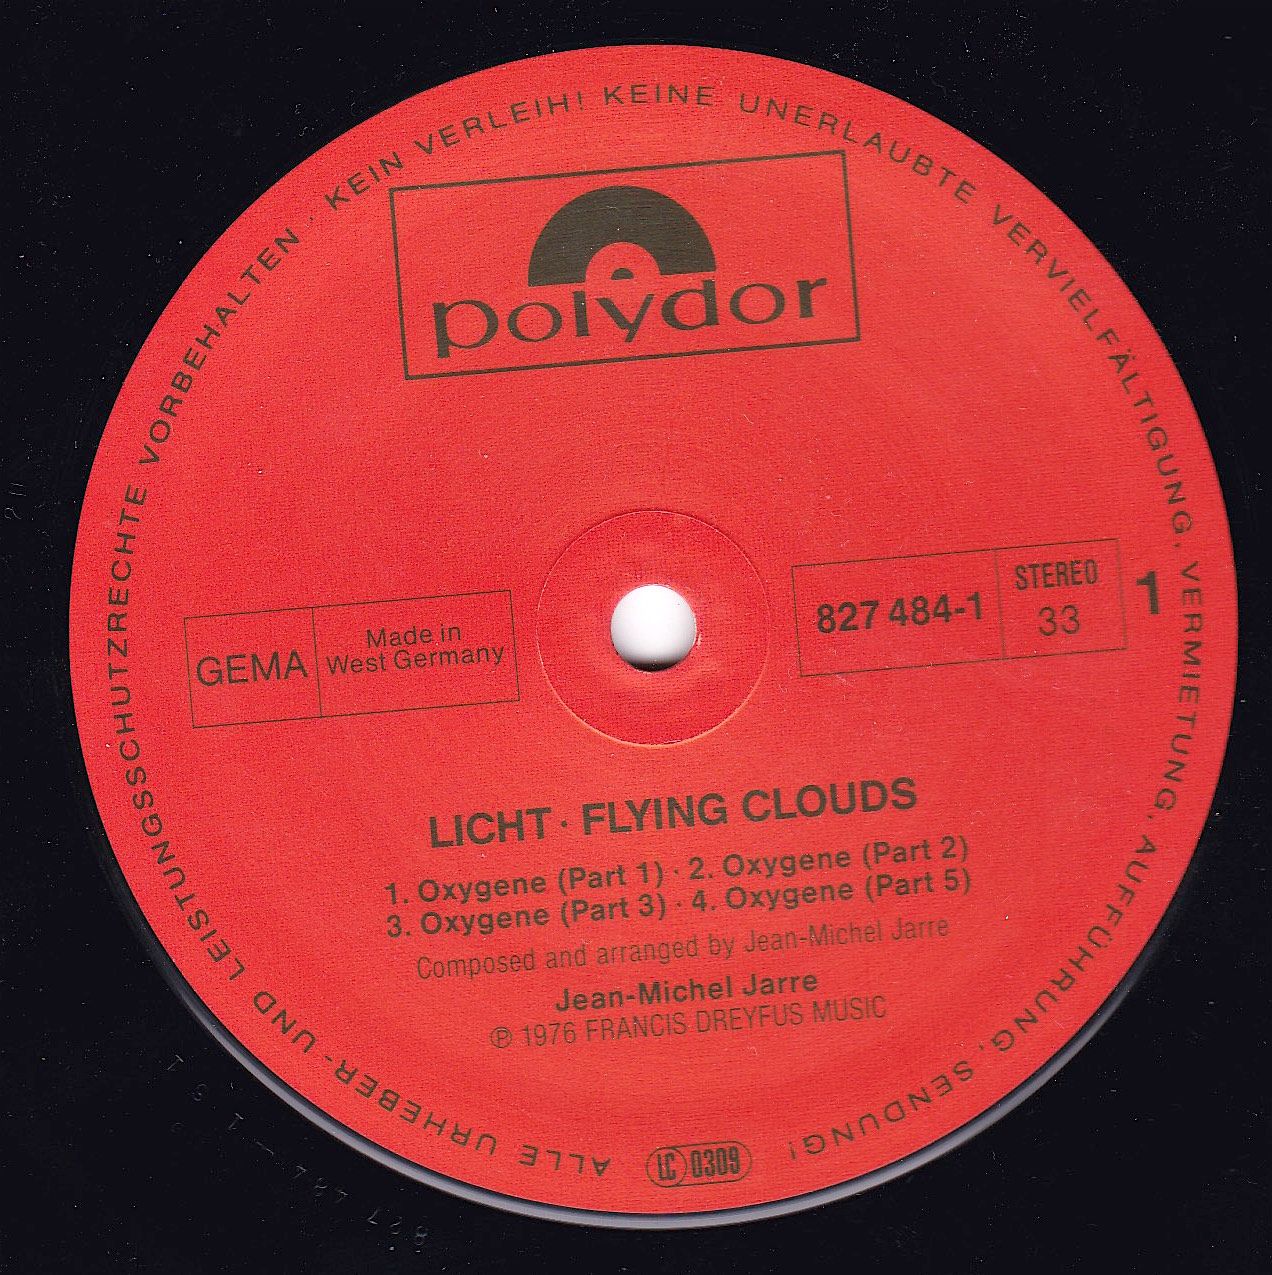 ALLE URHEBER- UND LEISTUNGSSCHUTZRECHTE VORBEHALTEN · KEIN VERLEIH! KEINE UNERLAUBTE VERVIELFÄLTIGUNG, VERMIETUNG, AUFFÜHRUNG, SENDUNG!
polydor
GEMA
Made in
West Germany
827 484-1
STEREO
33
1
LICHT · FLYING CLOUDS
1. Oxygene (Part 1) · 2. Oxygene (Part 2)
3. Oxygene (Part 3) · 4. Oxygene (Part 5)
Composed and arranged by Jean-Michel Jarre
Jean-Michel Jarre
℗ 1976 FRANCIS DREYFUS MUSIC
LC 0309